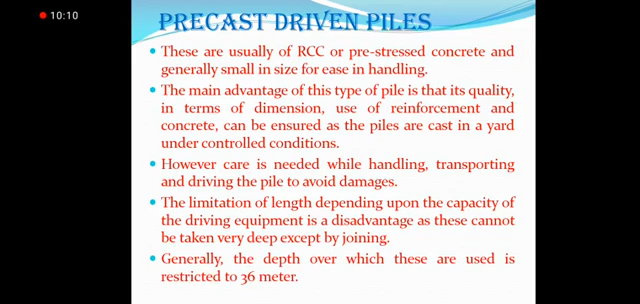 10:10
PRECAST DRIVEN PILES
These are usually of RCC or pre-stressed concrete and
generally small in size for ease in handling.
The main advantage of this type of pile is that its quality,
in terms of dimension, use of reinforcement and
concrete, can be ensured as the piles are cast in a yard
under controlled conditions.
However care is needed while handling, transporting
and driving the pile to avoid damages.
The limitation of length depending upon the capacity of
the driving equipment is a disadvantage as these cannot
be taken very deep except by joining.
Generally, the depth over which these are used is
restricted to 36 meter.